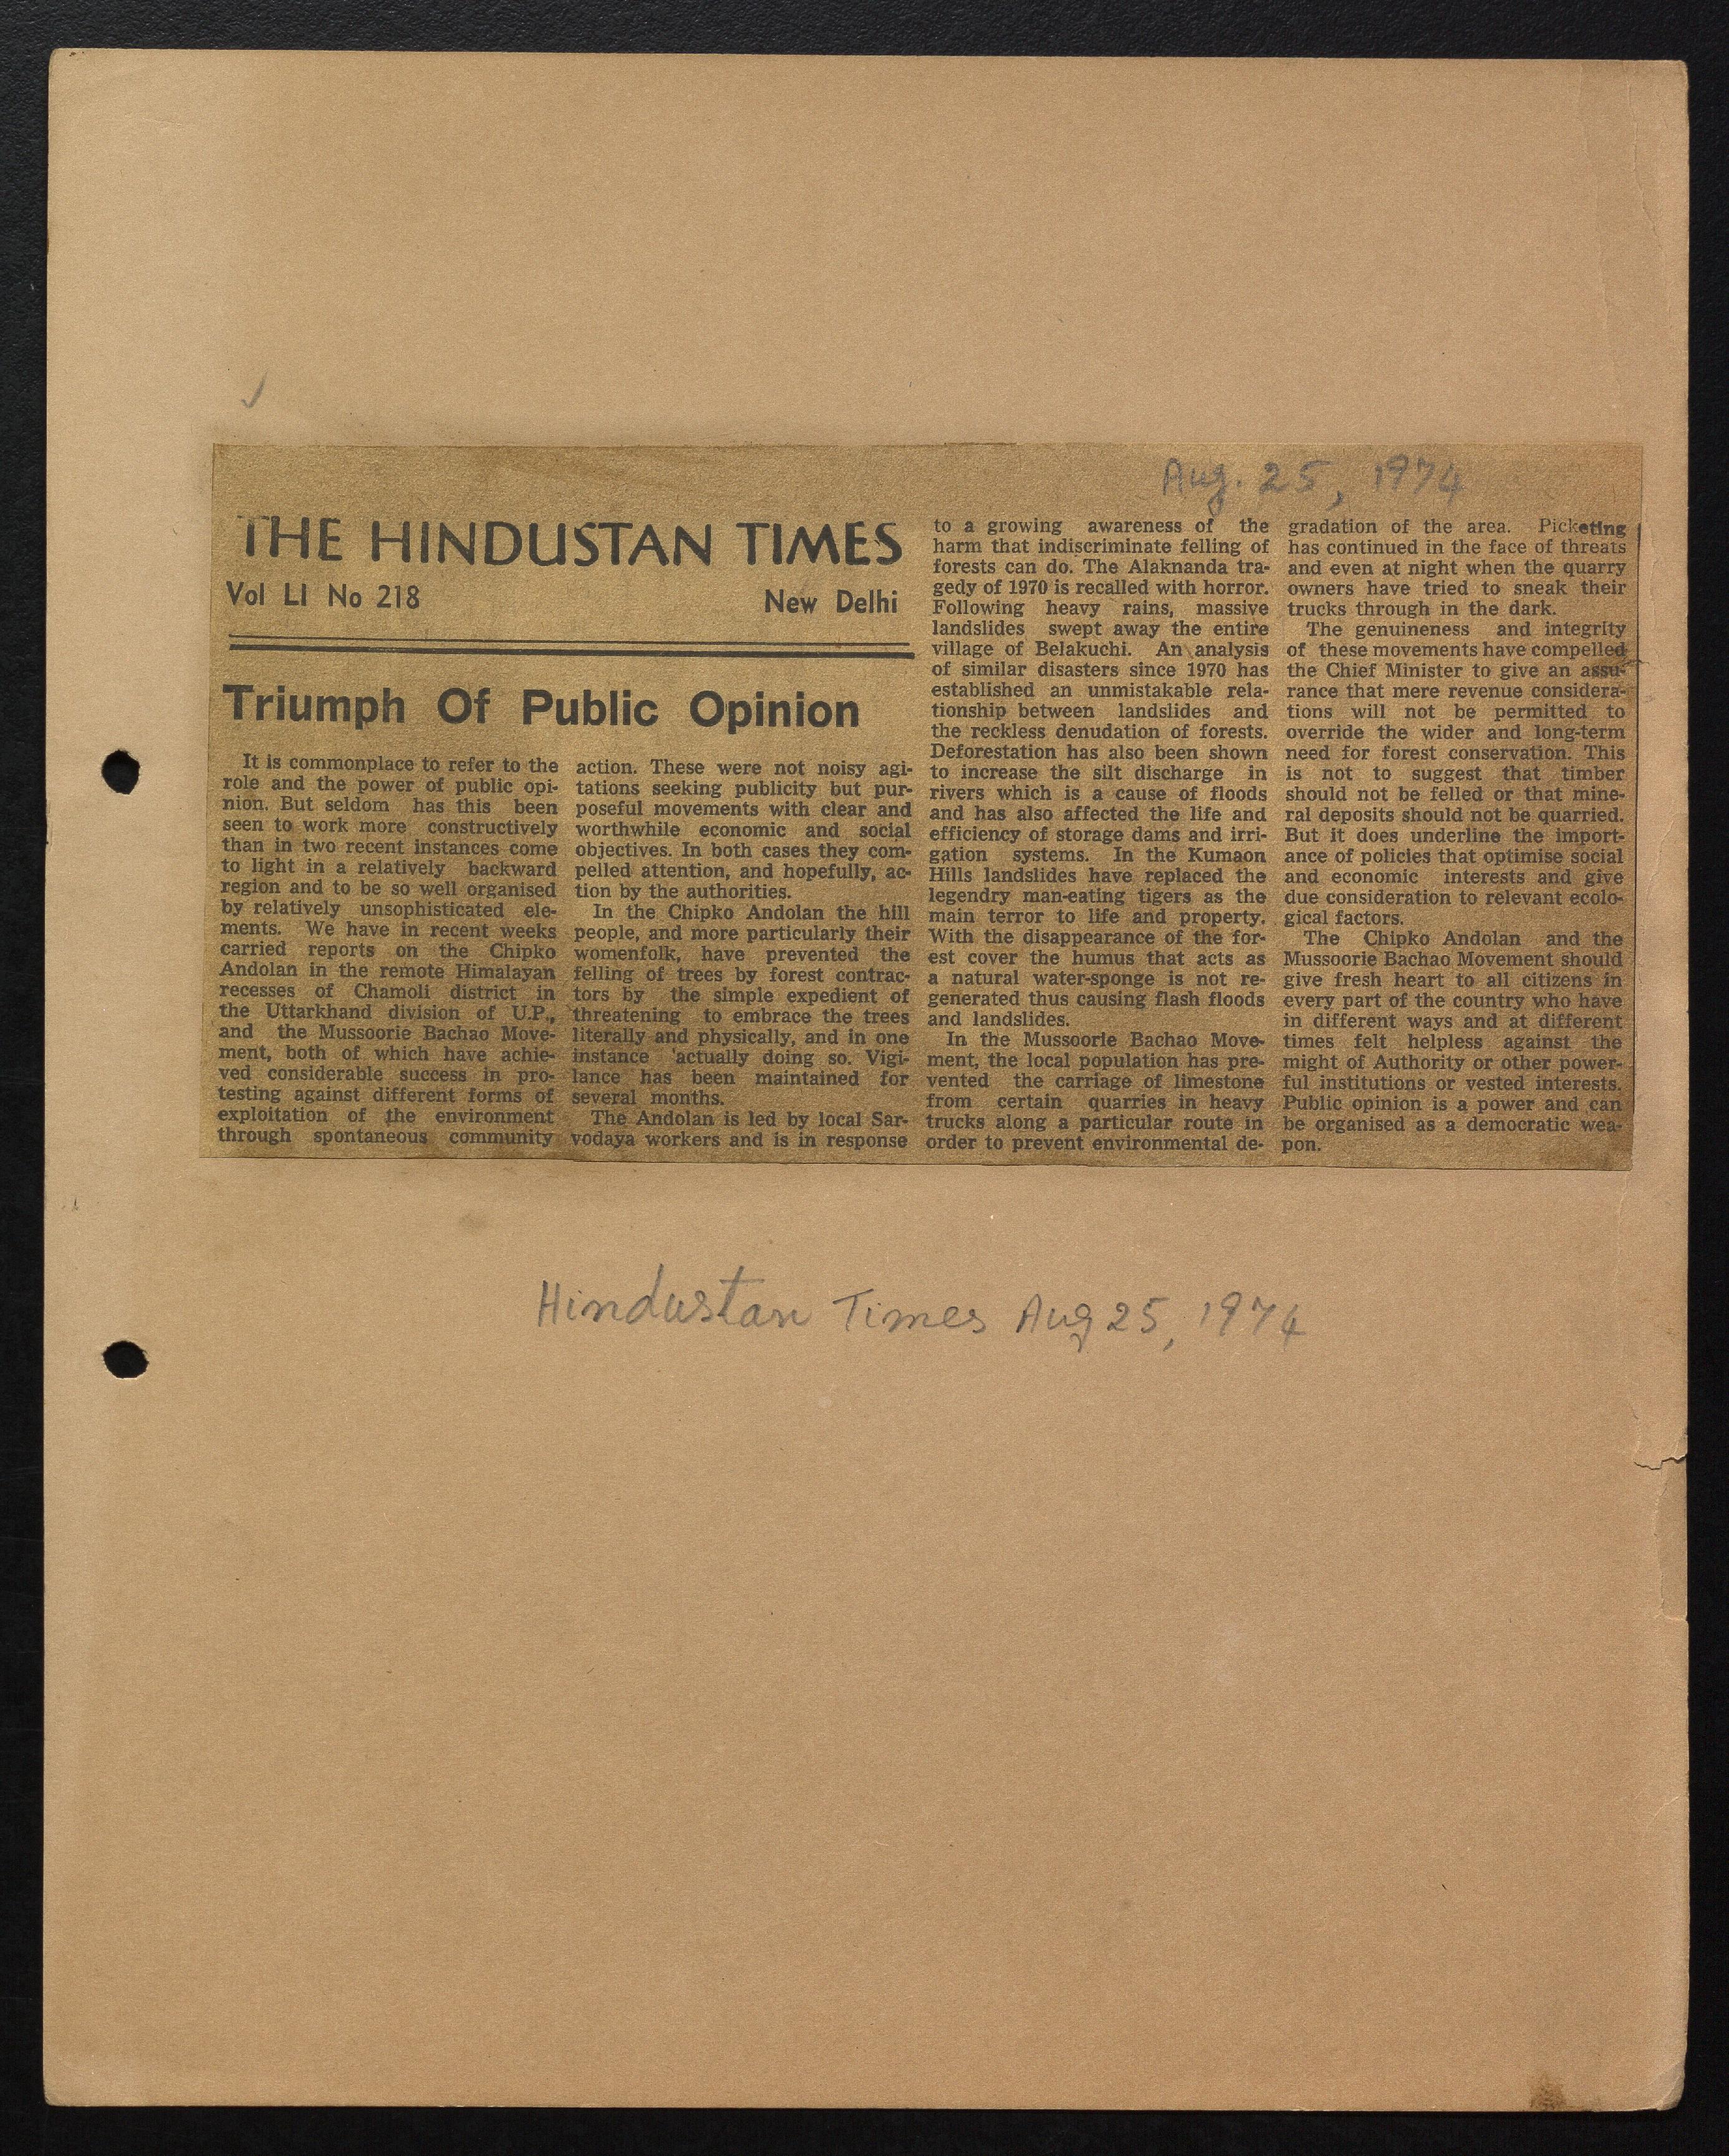 Aug. 25, 1974
THE HINDUSTAN TIMES
Vol LI No 218 New Delhi
Triumph Of Public Opinion
It is commonplace to refer to the
role and the power of public opi-
nion. But seldom has this been
seen to work more constructively
than in two recent instances come
to light in a relatively backward
region and to be so well organised
by relatively unsophisticated ele-
ments. We have in recent weeks
carried reports on the Chipko
Andolan in the remote Himalayan
recesses of Chamoli district in
the Uttarkhand division of U.P.,
and the Mussoorie Bachao Move-
ment, both of which have achie-
ved considerable success in pro-
testing against different forms of
exploitation of the environment
through spontaneous community
action. These were not noisy agi-
tations seeking publicity but pur-
poseful movements with clear and
worthwhile economic and social
objectives. In both cases they com-
pelled attention, and hopefully, ac-
tion by the authorities.
In the Chipko Andolan the hill
people, and more particularly their
womenfolk, have prevented the
felling of trees by forest contrac-
tors by the simple expedient of
threatening to embrace the trees
literally and physically, and in one
instance actually doing so. Vigi-
lance has been maintained for
several months.
The Andolan is led by local Sar-
vodaya workers and is in response
to a growing awareness of the
harm that indiscriminate felling of
forests can do. The Alaknanda tra-
gedy of 1970 is recalled with horror.
Following heavy rains, massive
landslides swept away the entire
village of Belakuchi. An analysis
of similar disasters since 1970 has
established an unmistakable rela-
tionship between landslides and
the reckless denudation of forests.
Deforestation has also been shown
to increase the silt discharge in
rivers which is a cause of floods
and has also affected the life and
efficiency of storage dams and irri-
gation systems. In the Kumaon
Hills landslides have replaced the
legendry man-eating tigers as the
main terror to life and property.
With the disappearance of the for-
est cover the humus that acts as
a natural water-sponge is not re-
generated thus causing flash floods
and landslides.
In the Mussoorie Bachao Move-
ment, the local population has pre-
vented the carriage of limestone
from certain quarries in heavy
trucks along a particular route in
order to prevent environmental de-
gradation of the area. Picketing
has continued in the face of threats
and even at night when the quarry
owners have tried to sneak their
trucks through in the dark.
The genuineness and integrity
of these movements have compelled
the Chief Minister to give an assu-
rance that mere revenue considera-
tions will not be permitted to
override the wider and long-term
need for forest conservation. This
is not to suggest that timber
should not be felled or that mine-
ral deposits should not be quarried.
But it does underline the import-
ance of policies that optimise social
and economic interests and give
due consideration to relevant ecolo-
gical factors.
The Chipko Andolan and the
Mussoorie Bachao Movement should
give fresh heart to all citizens in
every part of the country who have
in different ways and at different
times felt helpless against the
might of Authority or other power-
ful institutions or vested interests.
Public opinion is a power and can
be organised as a democratic wea-
pon.
Hindustan Times Aug 25, 1974